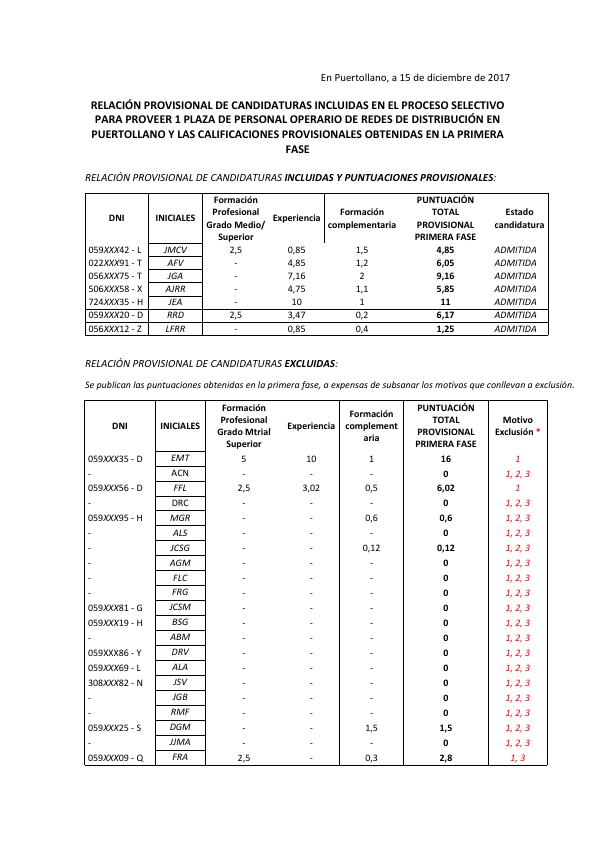 En Puertollano, a 15 de diciembre de 2017
RELACIÓN PROVISIONAL DE CANDIDATURAS INCLUIDAS EN EL PROCESO SELECTIVO
PARA PROVEER 1 PLAZA DE PERSONAL OPERARIO DE REDES DE DISTRIBUCIÓN EN
PUERTOLLANO Y LAS CALIFICACIONES PROVISIONALES OBTENIDAS EN LA PRIMERA
FASE
RELACIÓN PROVISIONAL DE CANDIDATURAS INCLUIDAS Y PUNTUACIONES PROVISIONALES:
DNI INICIALES Formación Profesional Grado Medio/ Superior Experiencia Formación complementaria PUNTUACIÓN TOTAL PROVISIONAL PRIMERA FASE Estado candidatura
059XXX42 - L JMCV 2,5 0,85 1,5 4,85 ADMITIDA
022XXX91 - T AFV - 4,85 1,2 6,05 ADMITIDA
056XXX75 - T JGA - 7,16 2 9,16 ADMITIDA
506XXX58 - X AJRR - 4,75 1,1 5,85 ADMITIDA
724XXX35 - H JEA - 10 1 11 ADMITIDA
059XXX20 - D RRD 2,5 3,47 0,2 6,17 ADMITIDA
056XXX12 - Z LFRR - 0,85 0,4 1,25 ADMITIDA
RELACIÓN PROVISIONAL DE CANDIDATURAS EXCLUIDAS:
Se publican las puntuaciones obtenidas en la primera fase, a expensas de subsanar los motivos que conllevan a exclusión.
DNI INICIALES Formación Profesional Grado Mtrial Superior Experiencia Formación complement aria PUNTUACIÓN TOTAL PROVISIONAL PRIMERA FASE Motivo Exclusión *
059XXX35 - D EMT 5 10 1 16 1
- ACN - - - 0 1, 2, 3
059XXX56 - D FFL 2,5 3,02 0,5 6,02 1
- DRC - - - 0 1, 2, 3
059XXX95 - H MGR - - 0,6 0,6 1, 2, 3
- ALS - - - 0 1, 2, 3
- JCSG - - 0,12 0,12 1, 2, 3
- AGM - - - 0 1, 2, 3
- FLC - - - 0 1, 2, 3
- FRG - - - 0 1, 2, 3
059XXX81 - G JCSM - - - 0 1, 2, 3
059XXX19 - H BSG - - - 0 1, 2, 3
- ABM - - - 0 1, 2, 3
059XXX86 - Y DRV - - - 0 1, 2, 3
059XXX69 - L ALA - - - 0 1, 2, 3
308XXX82 - N JSV - - - 0 1, 2, 3
- JGB - - - 0 1, 2, 3
- RMF - - - 0 1, 2, 3
059XXX25 - S DGM - - 1,5 1,5 1, 2, 3
- JJMA - - - 0 1, 2, 3
059XXX09 - Q FRA 2,5 - 0,3 2,8 1, 3